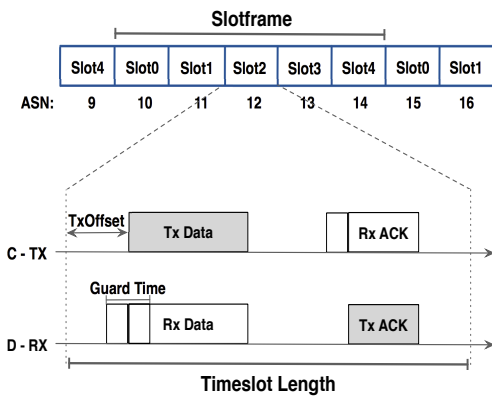 Slotframe
Slot4 Slot0 Slot1 Slot2 Slot3 Slot4 Slot0 Slot1
ASN: 9 10 11 12 13 14 15 16
TxOffset
Tx Data
Rx ACK
C - TX
Guard Time
Rx Data
Tx ACK
D - RX
Timeslot Length